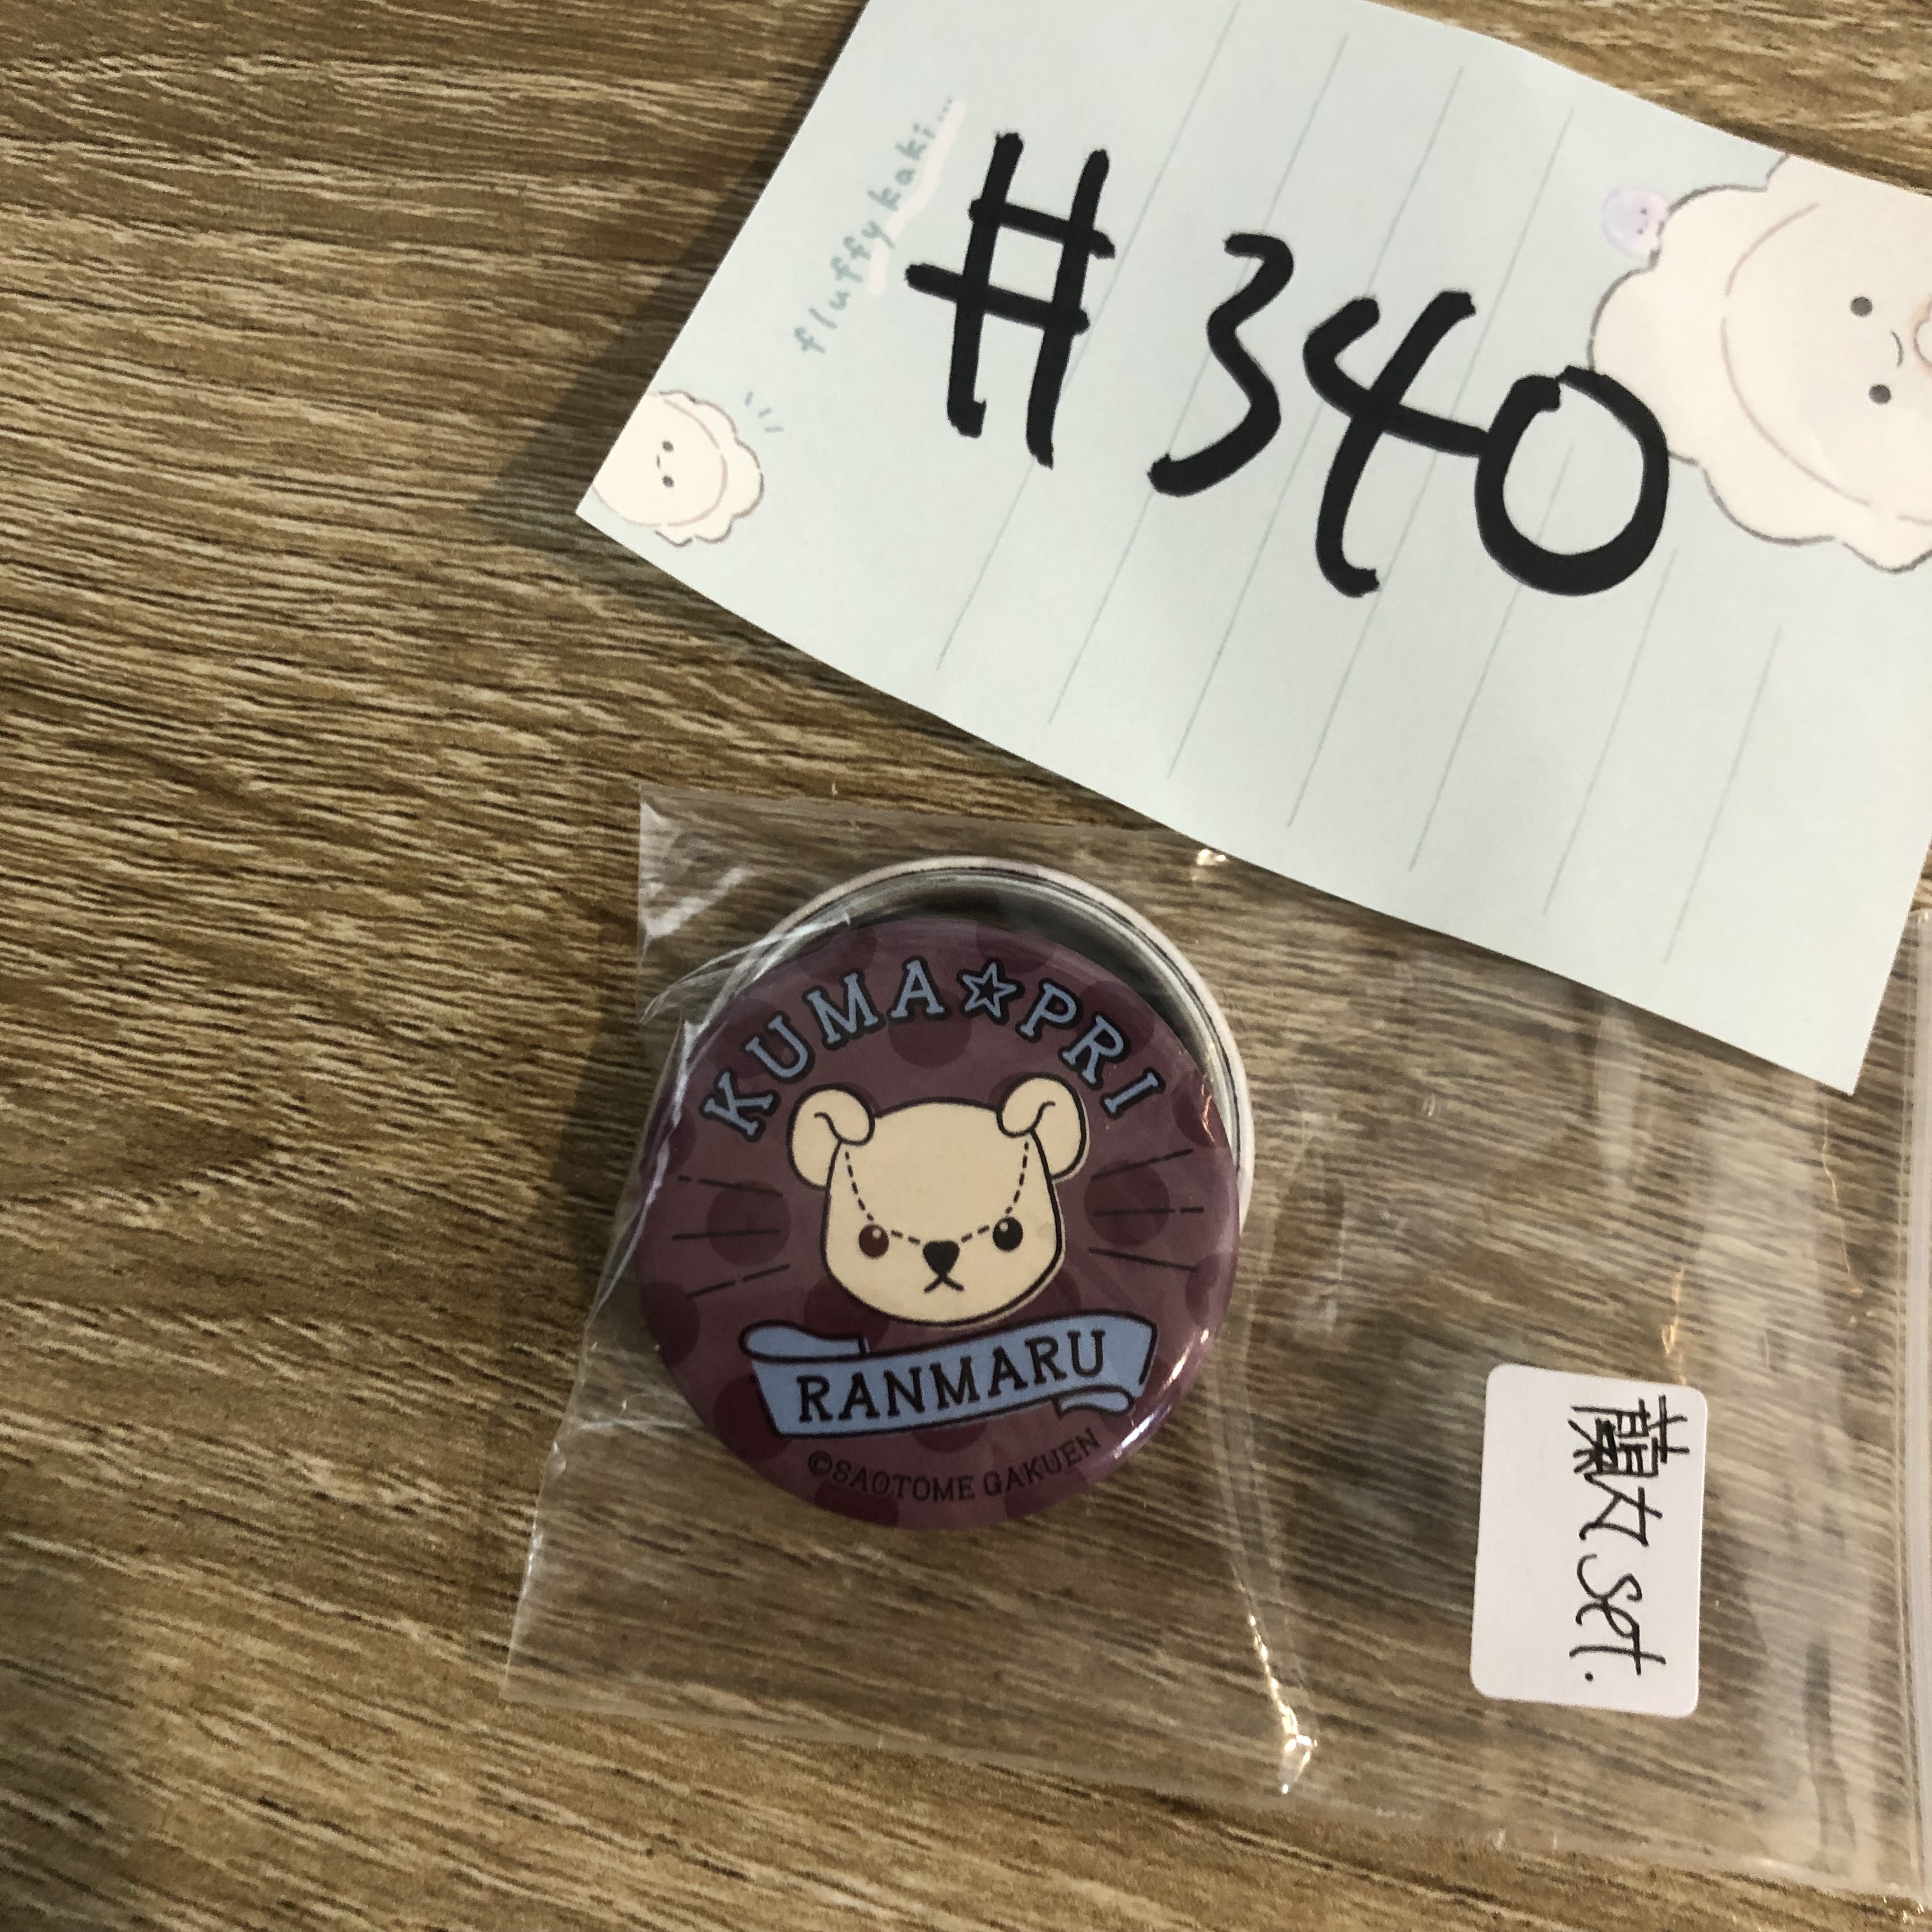 fluffy kaki...
#340
KUMA☆PRI
RANMARU
©SAOTOME GAKUEN
蘭丸 set.